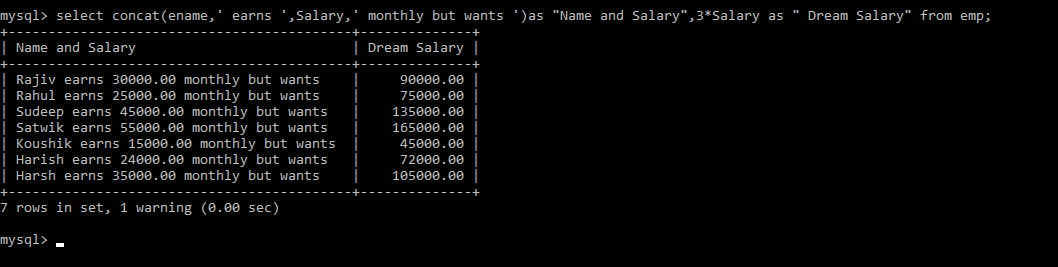 mysql> select concat(ename,' earns ',Salary,' monthly but wants ')as "Name and Salary",3*Salary as " Dream Salary" from emp;
+-------------------------------------------+--------------+
| Name and Salary                           | Dream Salary |
+-------------------------------------------+--------------+
| Rajiv earns 30000.00 monthly but wants    |     90000.00 |
| Rahul earns 25000.00 monthly but wants    |     75000.00 |
| Sudeep earns 45000.00 monthly but wants   |    135000.00 |
| Satwik earns 55000.00 monthly but wants   |    165000.00 |
| Koushik earns 15000.00 monthly but wants  |     45000.00 |
| Harish earns 24000.00 monthly but wants   |     72000.00 |
| Harsh earns 35000.00 monthly but wants    |    105000.00 |
+-------------------------------------------+--------------+
7 rows in set, 1 warning (0.00 sec)
mysql> _